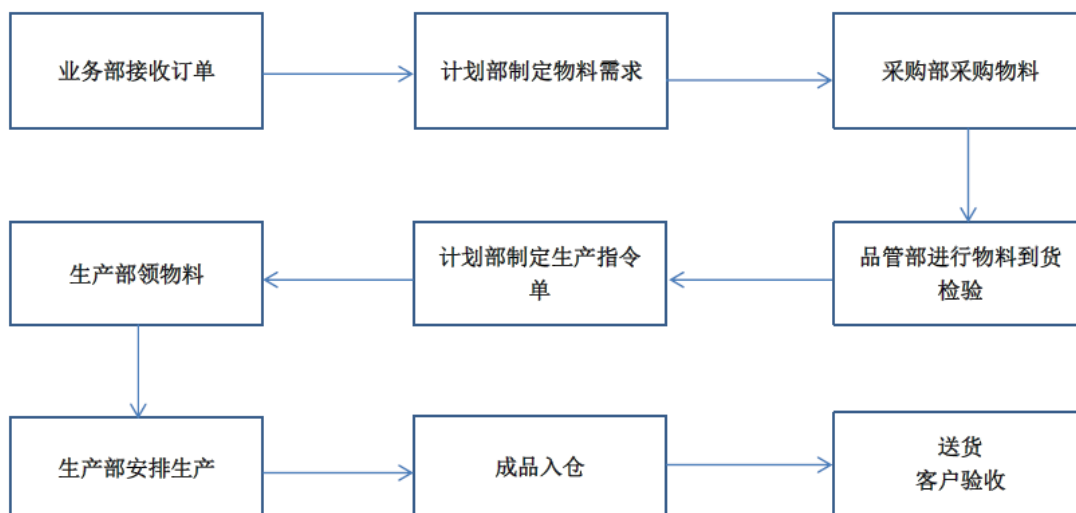 业务部接收订单
计划部制定物料需求
采购部采购物料
品管部进行物料到货
检验
计划部制定生产指令
单
生产部领物料
生产部安排生产
成品入仓
送货
客户验收